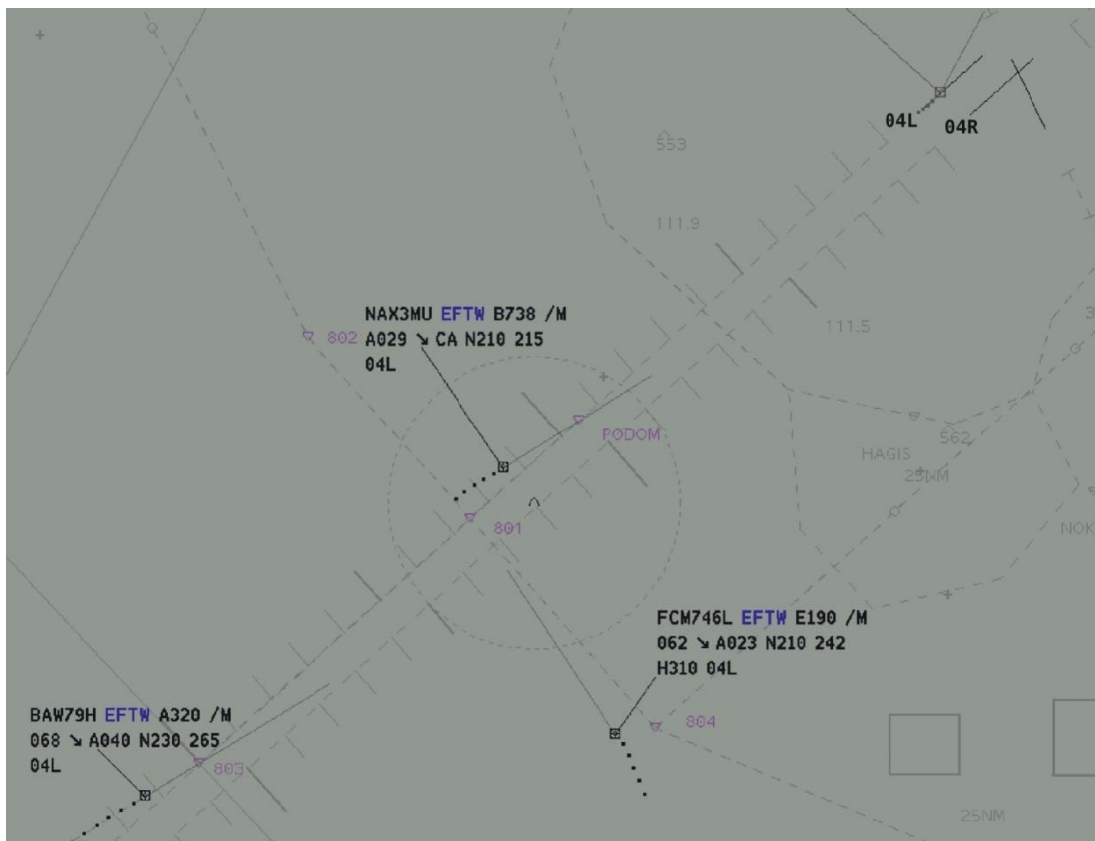 04L 04R
553
111.9
3
NAX3MU EFTW B738 /M
A029 ↘ CA N210 215
04L
802
111.5
PODOM
562
HAGIS
25NM
801
NOK
FCM746L EFTW E190 /M
062 ↘ A023 N210 242
H310 04L
804
BAW79H EFTW A320 /M
068 ↘ A040 N230 265
04L
803
25NM